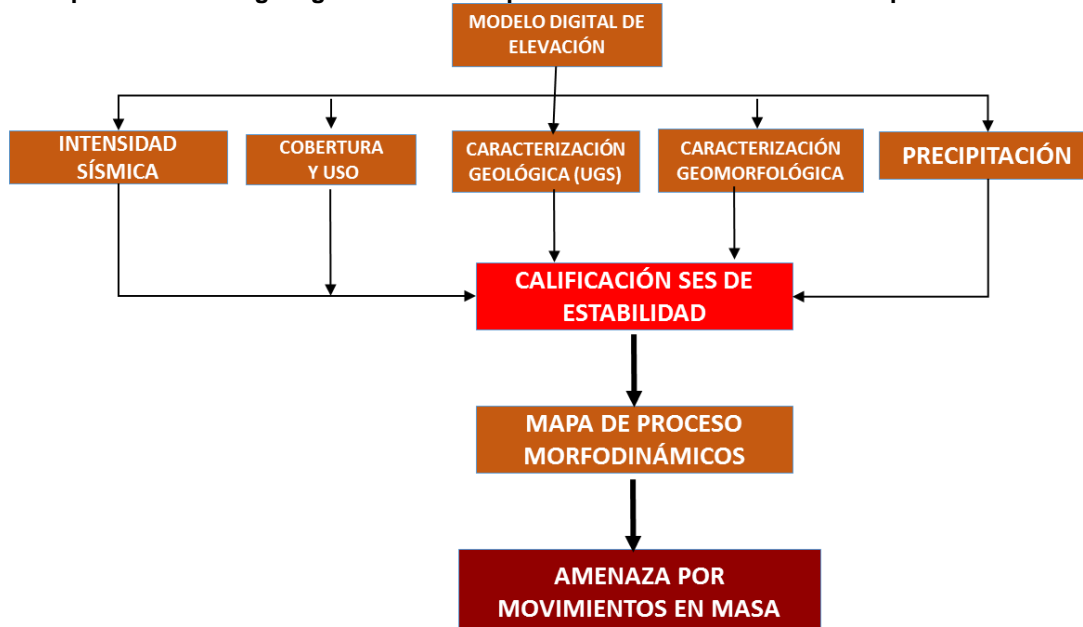 MODELO DIGITAL DE
ELEVACIÓN
INTENSIDAD
SÍSMICA
COBERTURA
Y USO
CARACTERIZACIÓN
GEOLÓGICA (UGS)
CARACTERIZACIÓN
GEOMORFOLÓGICA
PRECIPITACIÓN
CALIFICACIÓN SES DE
ESTABILIDAD
MAPA DE PROCESO
MORFODINÁMICOS
AMENAZA POR
MOVIMIENTOS EN MASA